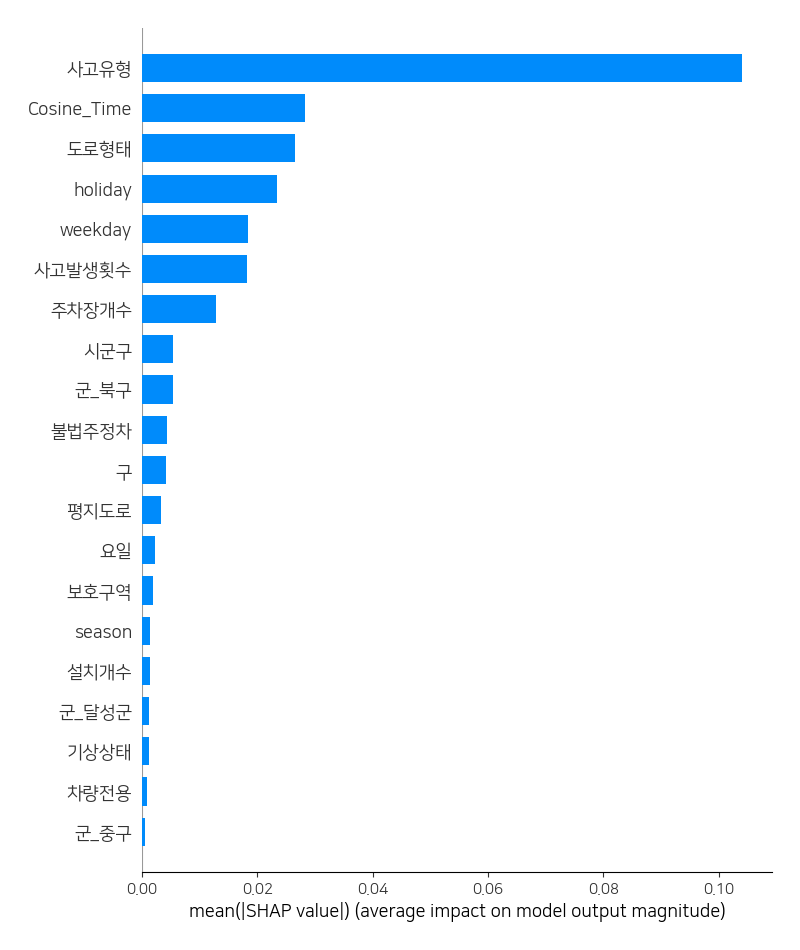 사고유형
Cosine_Time
도로형태
holiday
weekday
사고발생횟수
주차장개수
시군구
군_북구
불법주정차
구
평지도로
요일
보호구역
season
설치개수
군_달성군
기상상태
차량전용
군_중구
0.00 0.02 0.04 0.06 0.08 0.10
mean(|SHAP value|) (average impact on model output magnitude)